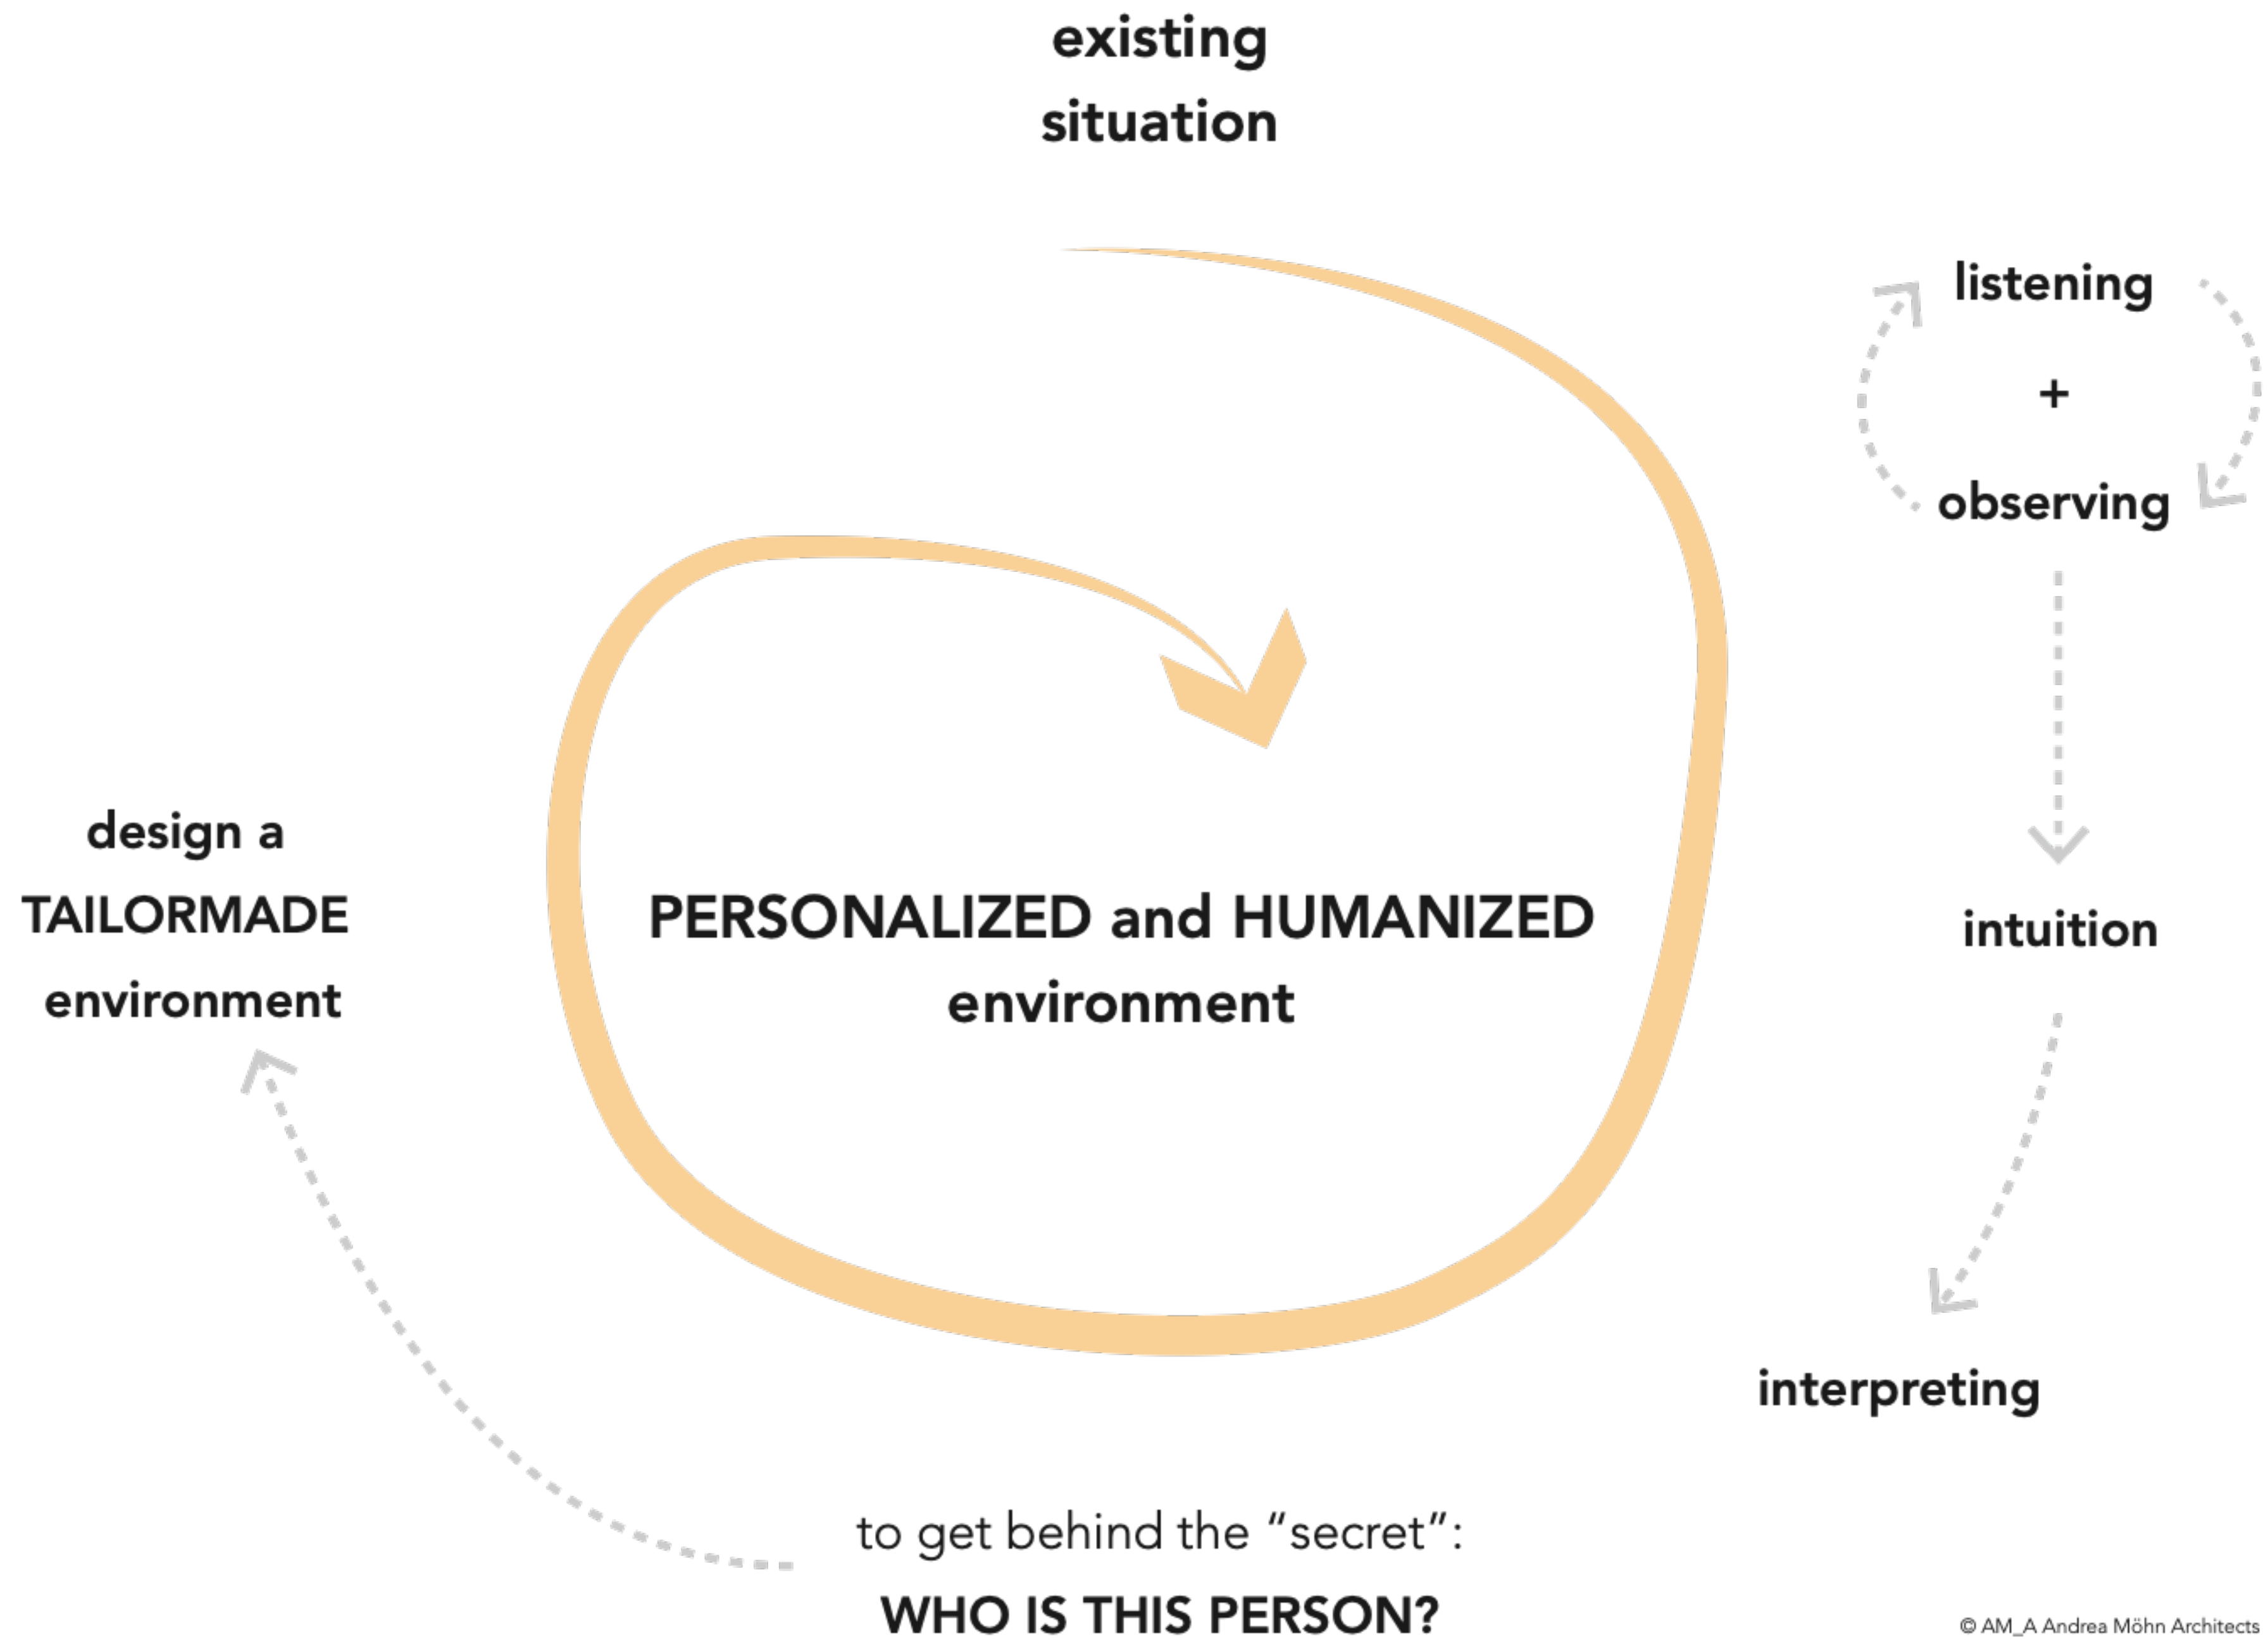 existing
situation
listening
+
observing
intuition
interpreting
to get behind the “secret”:
WHO IS THIS PERSON?
design a
TAILORMADE
environment
PERSONALIZED and HUMANIZED
environment
© AM_A Andrea Möhn Architects